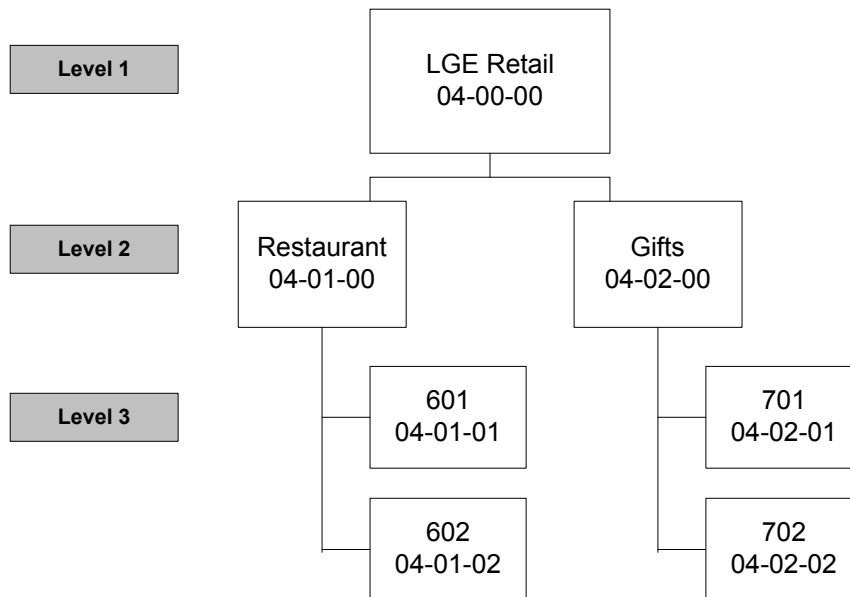 Level 1
LGE Retail
04-00-00
Level 2
Restaurant
04-01-00
Gifts
04-02-00
Level 3
601
04-01-01
701
04-02-01
602
04-01-02
702
04-02-02